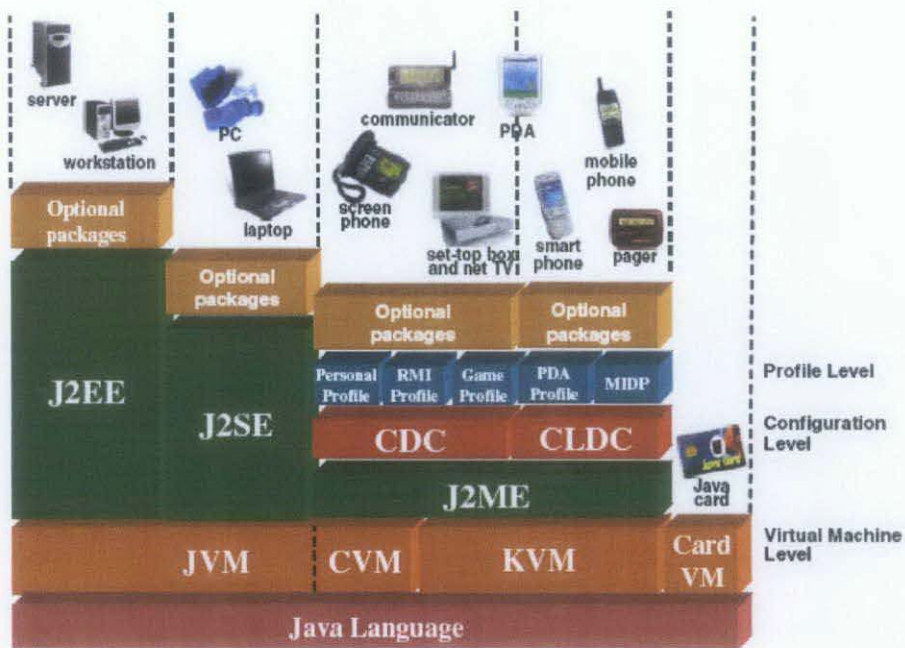 server
workstation
PC
laptop
communicator
PDA
mobile
phone
screen
phone
set-top box
and net TV
smart
phone
pager
Optional
packages
Optional
packages
Optional
packages
Optional
packages
J2EE
J2SE
Personal
Profile
RMI
Profile
Game
Profile
PDA
Profile
MIDP
Profile Level
CDC
CLDC
Configuration
Level
J2ME
Java
card
JVM
CVM
KVM
Card
VM
Virtual Machine
Level
Java Language